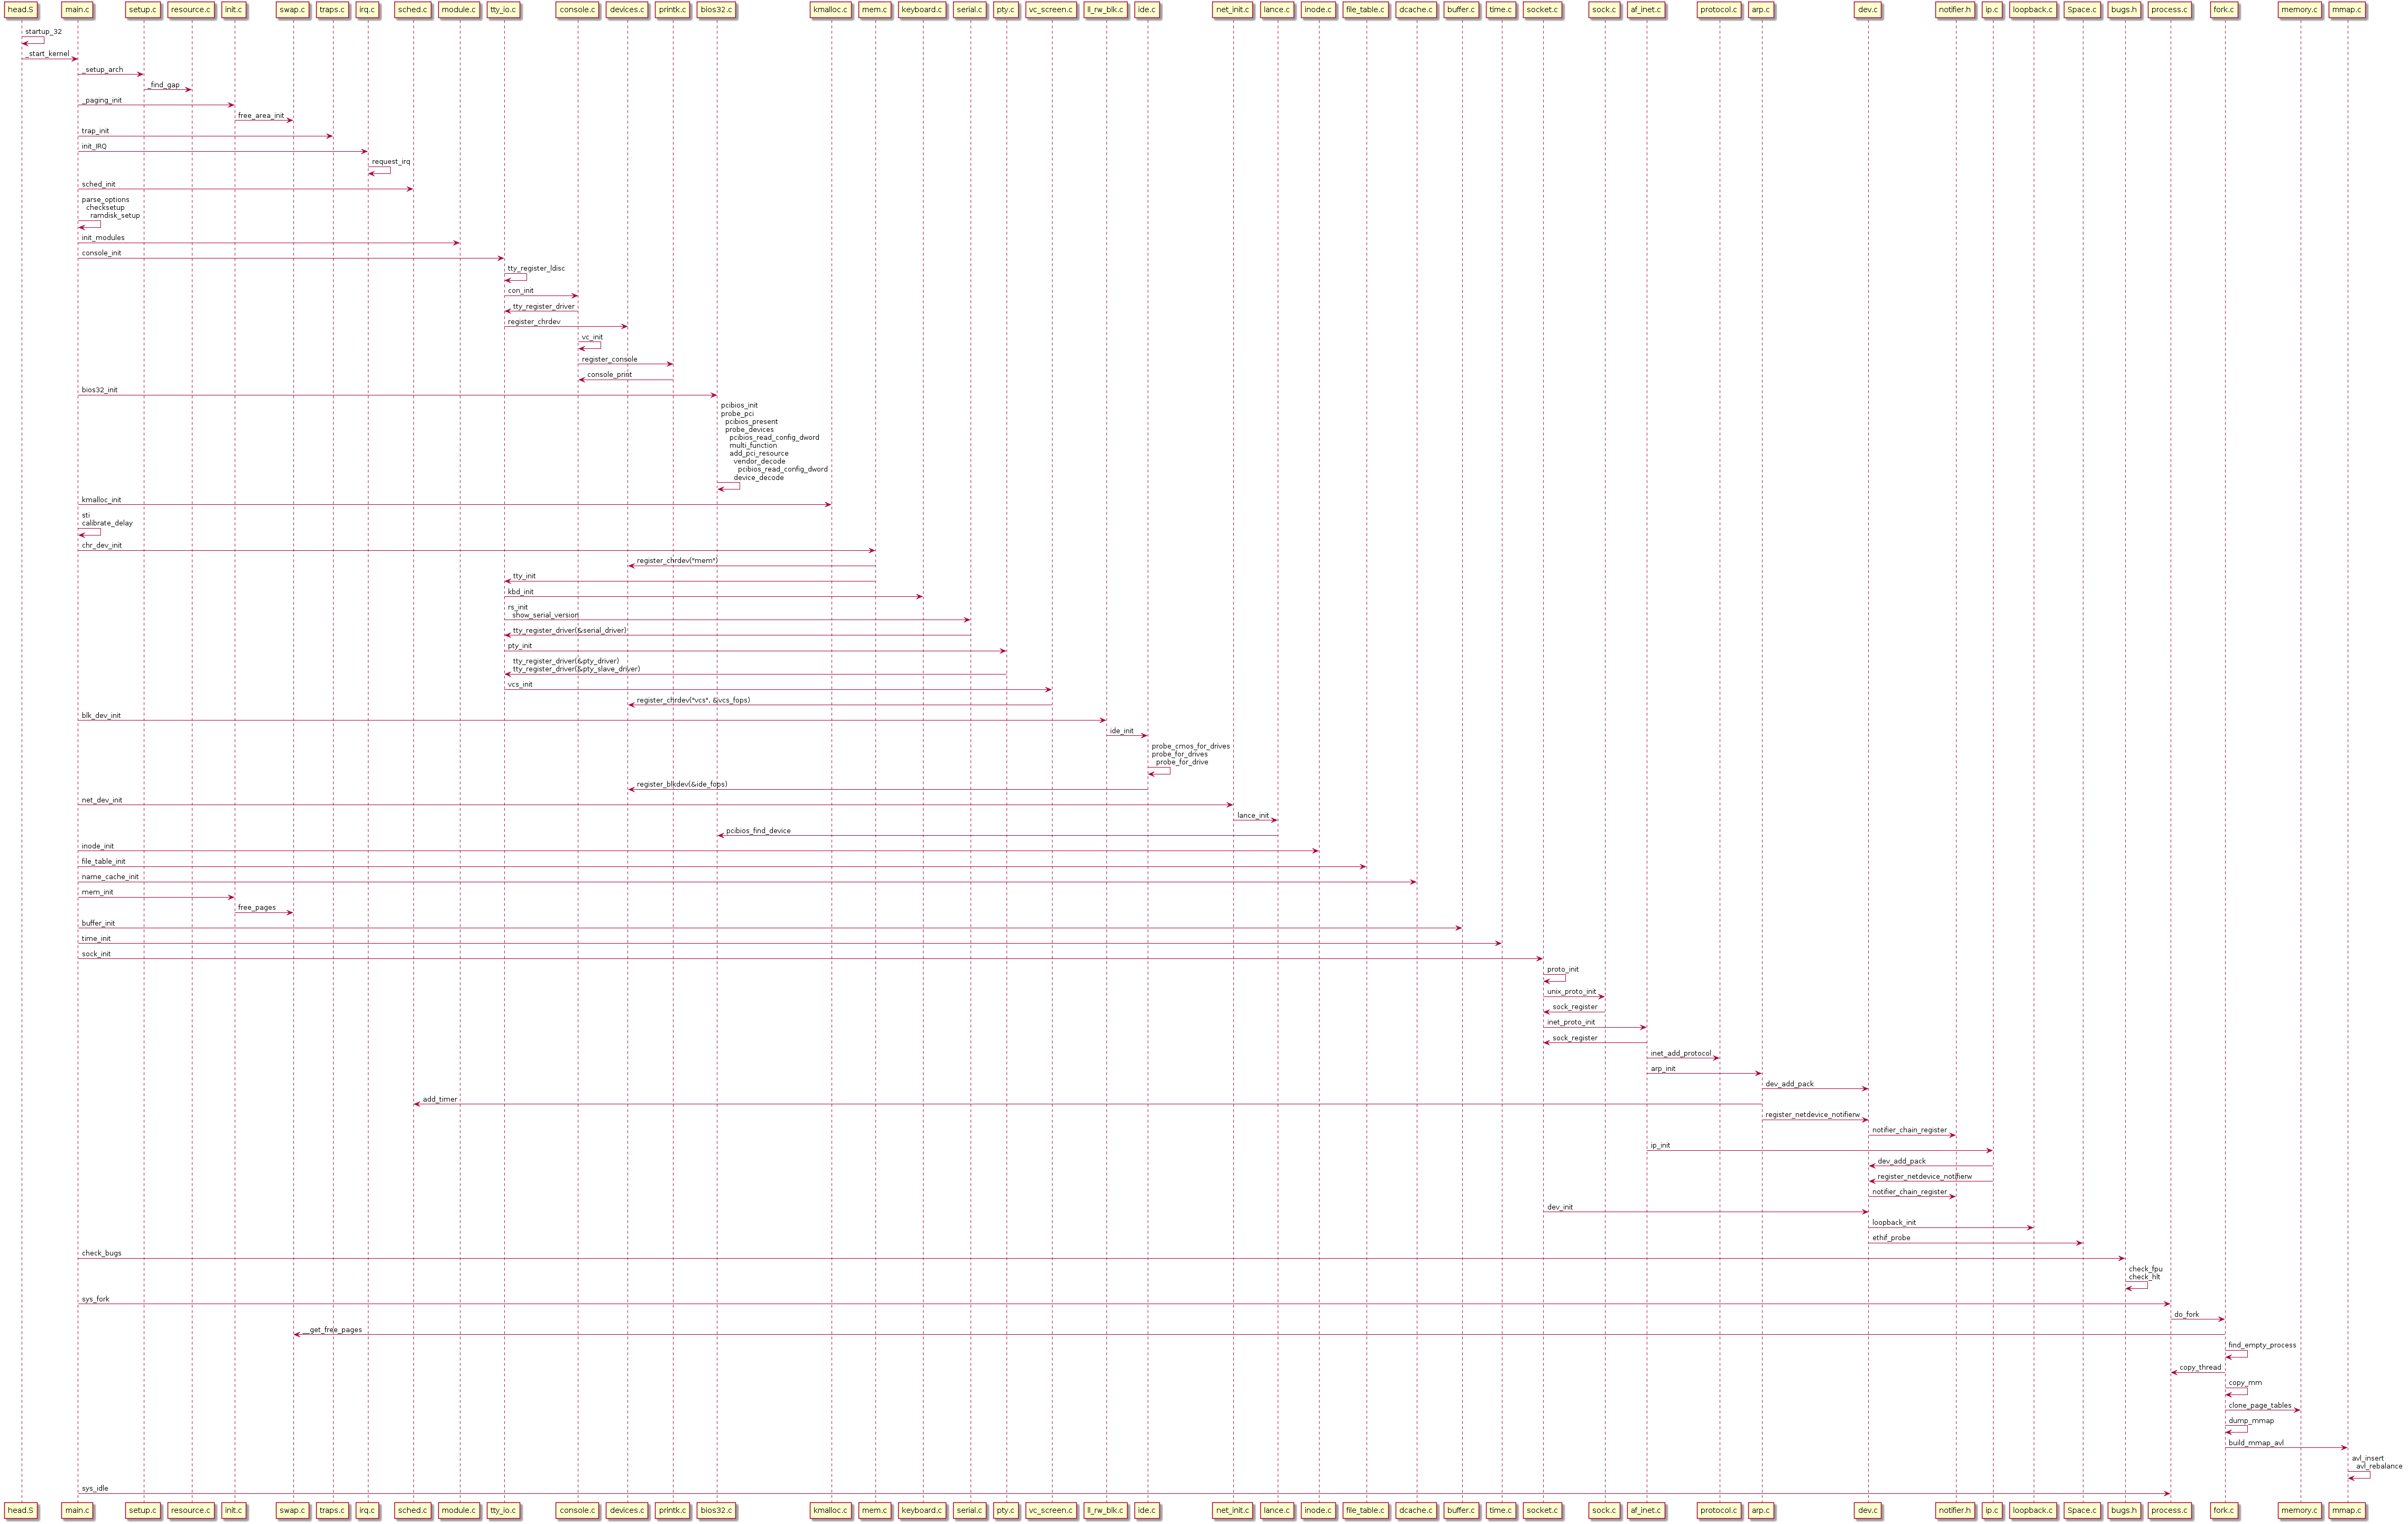 head.S main.c setup.c resource.c init.c swap.c traps.c irq.c sched.c module.c tty_io.c console.c devices.c printk.c bios32.c kmalloc.c mem.c keyboard.c serial.c pty.c vc_screen.c ll_rw_blk.c ide.c net_init.c lance.c inode.c file_table.c dcache.c buffer.c time.c socket.c sock.c af_inet.c protocol.c arp.c dev.c notifier.h ip.c loopback.c Space.c bugs.h process.c fork.c memory.c mmap.c
startup_32
_start_kernel
_setup_arch
_find_gap
_paging_init
free_area_init
trap_init
init_IRQ
request_irq
sched_init
parse_options
checksetup
ramdisk_setup
init_modules
console_init
tty_register_ldisc
con_init
tty_register_driver
register_chrdev
vc_init
register_console
console_print
bios32_init
pcibios_init
probe_pci
pcibios_present
probe_devices
pcibios_read_config_dword
multi_function
add_pci_resource
vendor_decode
pcibios_read_config_dword
device_decode
kmalloc_init
sti
calibrate_delay
chr_dev_init
register_chrdev("mem")
tty_init
kbd_init
rs_init
show_serial_version
tty_register_driver(&serial_driver)
pty_init
tty_register_driver(&pty_driver)
tty_register_driver(&pty_slave_driver)
vcs_init
register_chrdev("vcs", &vcs_fops)
blk_dev_init
ide_init
probe_cmos_for_drives
probe_for_drives
probe_for_drive
register_blkdev(&ide_fops)
net_dev_init
lance_init
pcibios_find_device
inode_init
file_table_init
name_cache_init
mem_init
free_pages
buffer_init
time_init
sock_init
proto_init
unix_proto_init
sock_register
inet_proto_init
sock_register
inet_add_protocol
arp_init
dev_add_pack
add_timer
register_netdevice_notifierw
notifier_chain_register
ip_init
dev_add_pack
register_netdevice_notifierw
notifier_chain_register
dev_init
loopback_init
ethif_probe
check_bugs
check_fpu
check_hlt
sys_fork
do_fork
__get_free_pages
find_empty_process
copy_thread
copy_mm
clone_page_tables
dump_mmap
build_mmap_avl
avl_insert
avl_rebalance
sys_idle
head.S main.c setup.c resource.c init.c swap.c traps.c irq.c sched.c module.c tty_io.c console.c devices.c printk.c bios32.c kmalloc.c mem.c keyboard.c serial.c pty.c vc_screen.c ll_rw_blk.c ide.c net_init.c lance.c inode.c file_table.c dcache.c buffer.c time.c socket.c sock.c af_inet.c protocol.c arp.c dev.c notifier.h ip.c loopback.c Space.c bugs.h process.c fork.c memory.c mmap.c